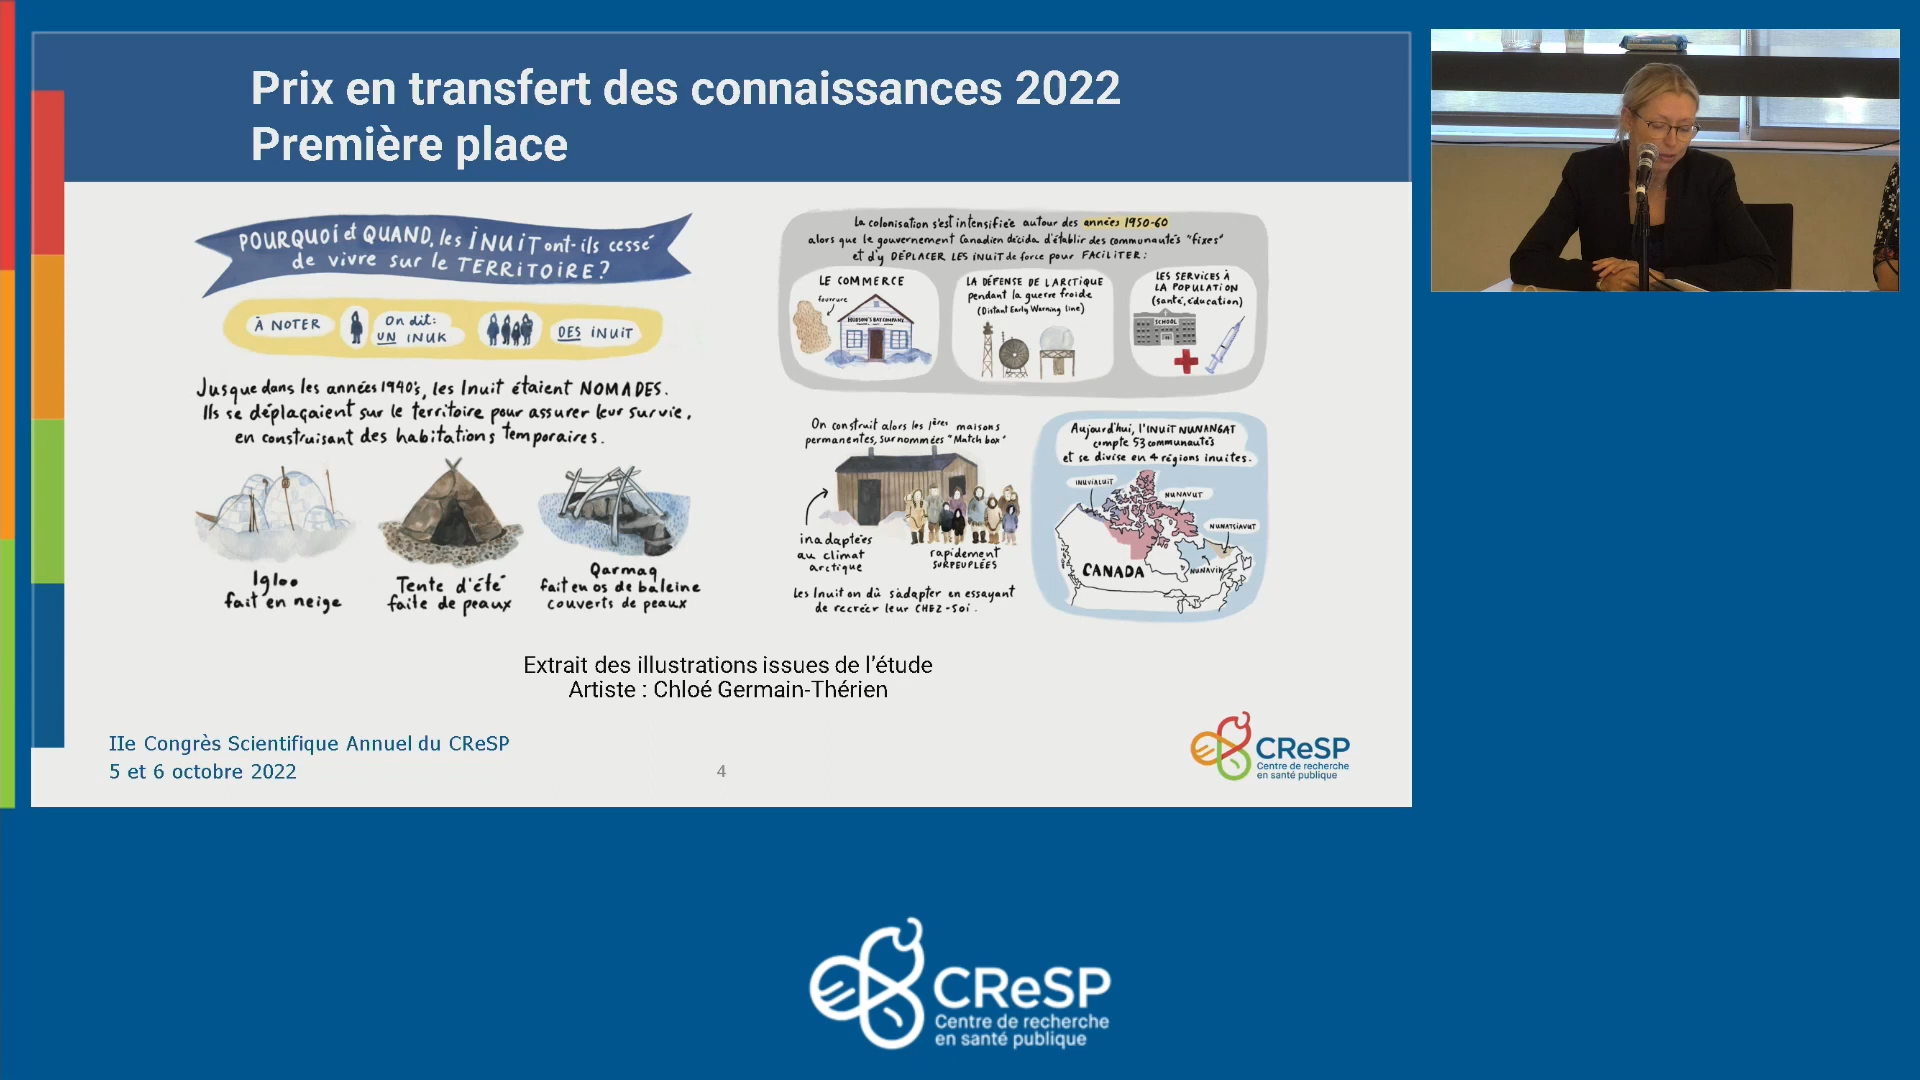 Prix en transfert des connaissances 2022
Première place
POURQUOI et QUAND, les INUIT ont-ils cessé
de vivre sur le TERRITOIRE ?
À NOTER
On dit:
UN INUK
DES INUIT
Jusque dans les années 1940's, les Inuit étaient NOMADES.
Ils se déplaçaient sur le territoire pour assurer leur survie,
en construisant des habitations temporaires.
Igloo
fait en neige
Tente d'été
faite de peaux
Qarmaq
fait en os de baleine
couverts de peaux
La colonisation s'est intensifiée autour des années 1950-60
alors que le gouvernement Canadien décida d'établir des communautés "fixes"
et d'y DÉPLACER LES INUIT de force pour FACILITER :
LE COMMERCE
fourrure
HUDSON'S BAY COMPANY
LA DÉFENSE DE L'ARCTIQUE
pendant la guerre froide
(Distant Early Warning line)
LES SERVICES À
LA POPULATION
(santé, éducation)
SCHOOL
On construit alors les 1ères maisons
permanentes, surnommées "Match box"
inadaptées
au climat
arctique
rapidement
SURPEUPLÉES
Les Inuit on dû s'adapter en essayant
de recréer leur CHEZ-SOI.
Aujourd'hui, l'INUIT NUNANGAT
compte 53 communautés
et se divise en 4 régions inuites.
INUVIALUIT
NUNAVUT
NUNATSIAVUT
NUNAVIK
CANADA
Extrait des illustrations issues de l'étude
Artiste : Chloé Germain-Thérien
IIe Congrès Scientifique Annuel du CReSP
5 et 6 octobre 2022
4
CReSP
Centre de recherche
en santé publique
CReSP
Centre de recherche
en santé publique